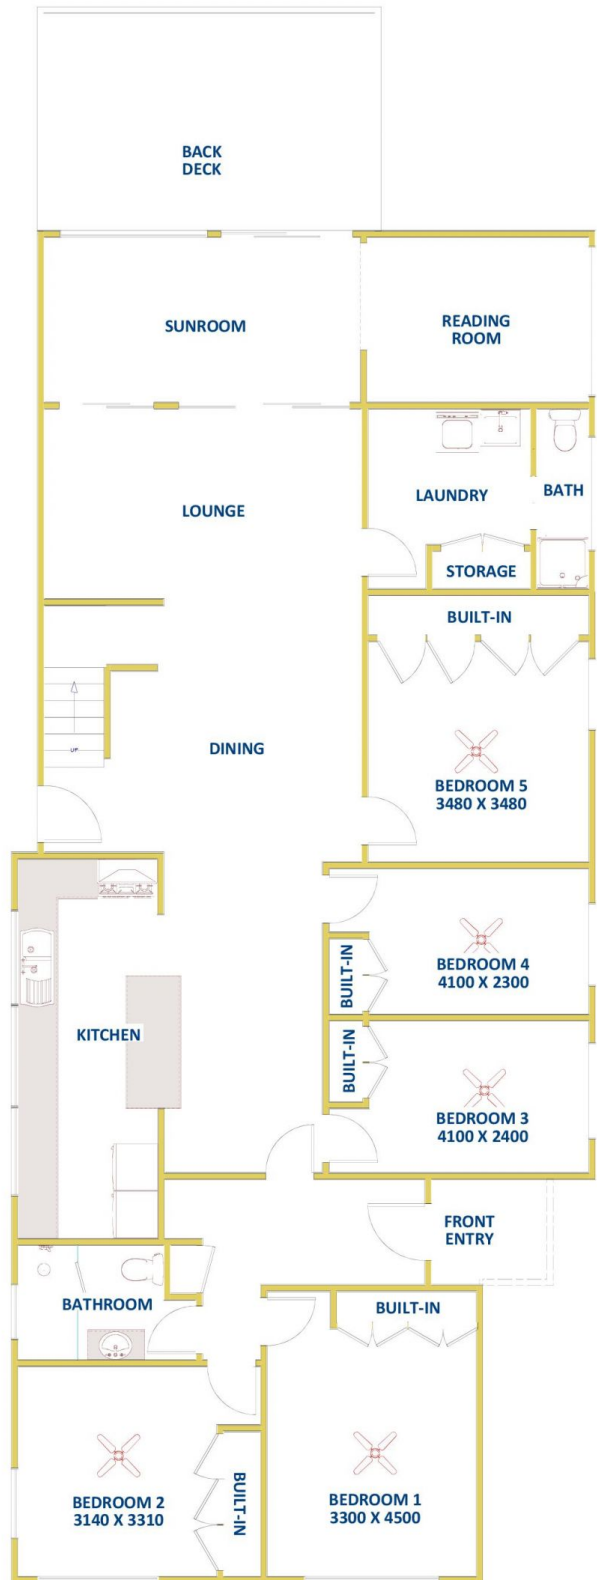 BACK
DECK
SUNROOM
READING
ROOM
LOUNGE
LAUNDRY
BATH
STORAGE
BUILT-IN
UP
DINING
BEDROOM 5
3480 X 3480
BUILT-IN
BEDROOM 4
4100 X 2300
KITCHEN
BUILT-IN
BEDROOM 3
4100 X 2400
FRONT
ENTRY
BATHROOM
BUILT-IN
BEDROOM 2
3140 X 3310
BUILT-IN
BEDROOM 1
3300 X 4500